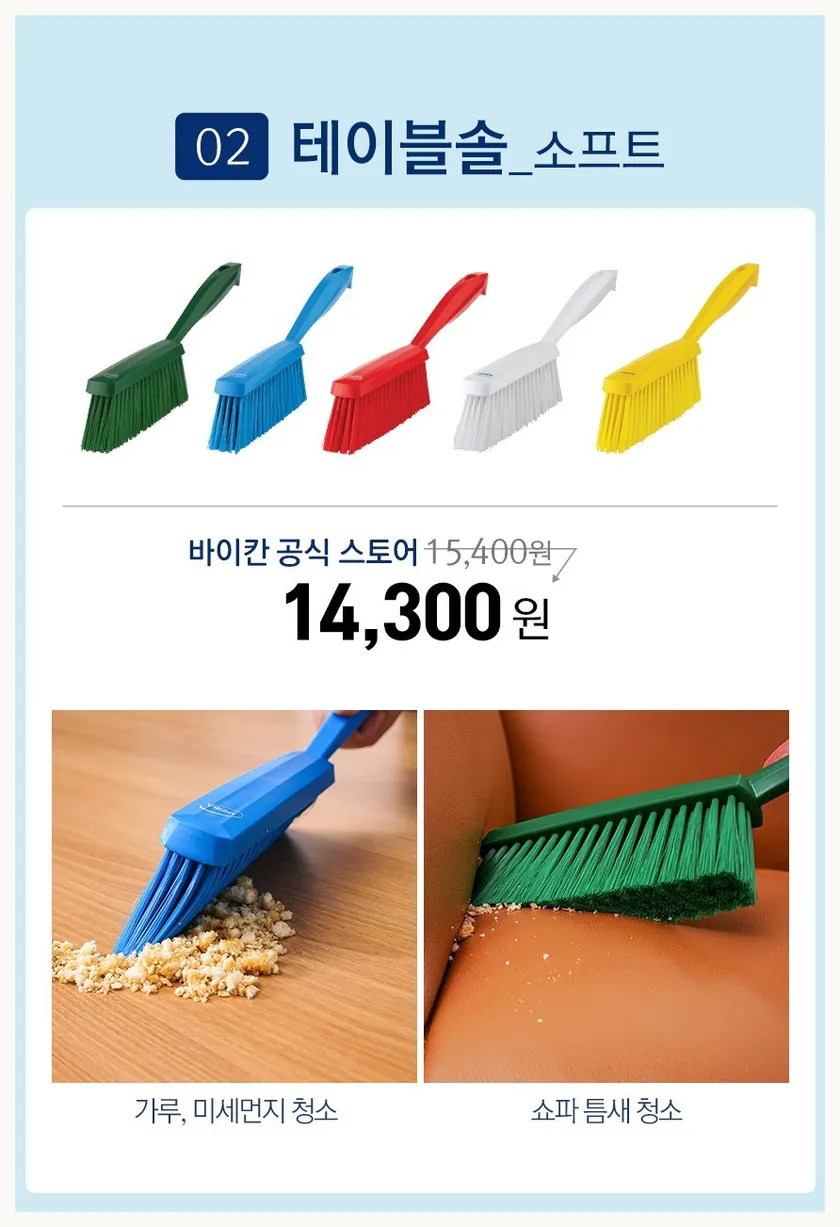 02 테이블솔_소프트
바이칸 공식 스토어 15,400원
14,300 원
Vikan
가루, 미세먼지 청소
쇼파 틈새 청소